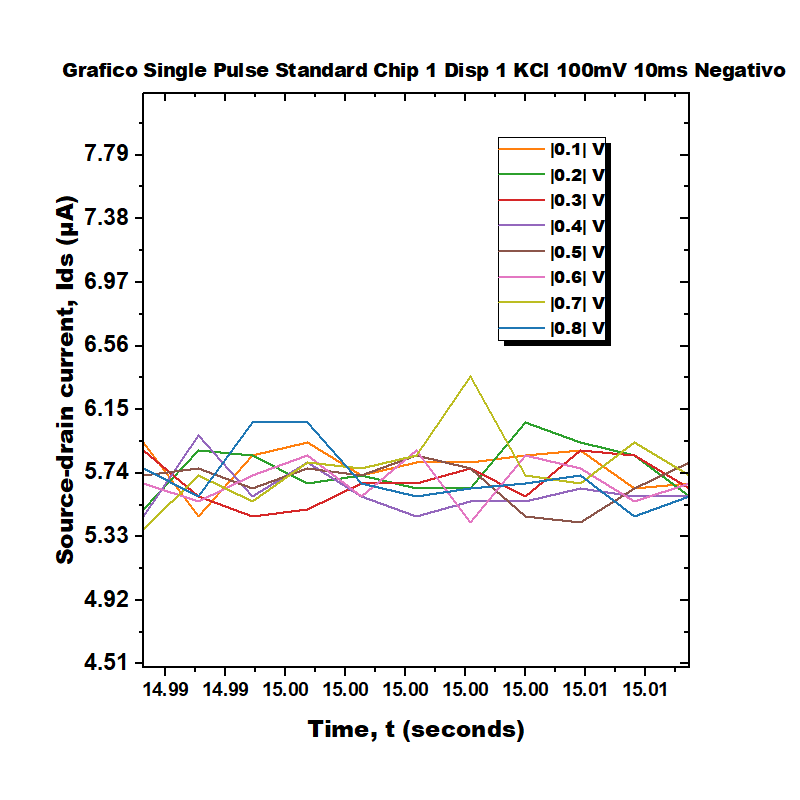 Grafico Single Pulse Standard Chip 1 Disp 1 KCl 100mV 10ms Negativo
|0.1| V
|0.2| V
|0.3| V
|0.4| V
|0.5| V
|0.6| V
|0.7| V
|0.8| V
7.79
7.38
6.97
6.56
6.15
5.74
5.33
4.92
4.51
Source-drain current, Ids (µA)
14.99 14.99 15.00 15.00 15.00 15.00 15.00 15.01 15.01
Time, t (seconds)